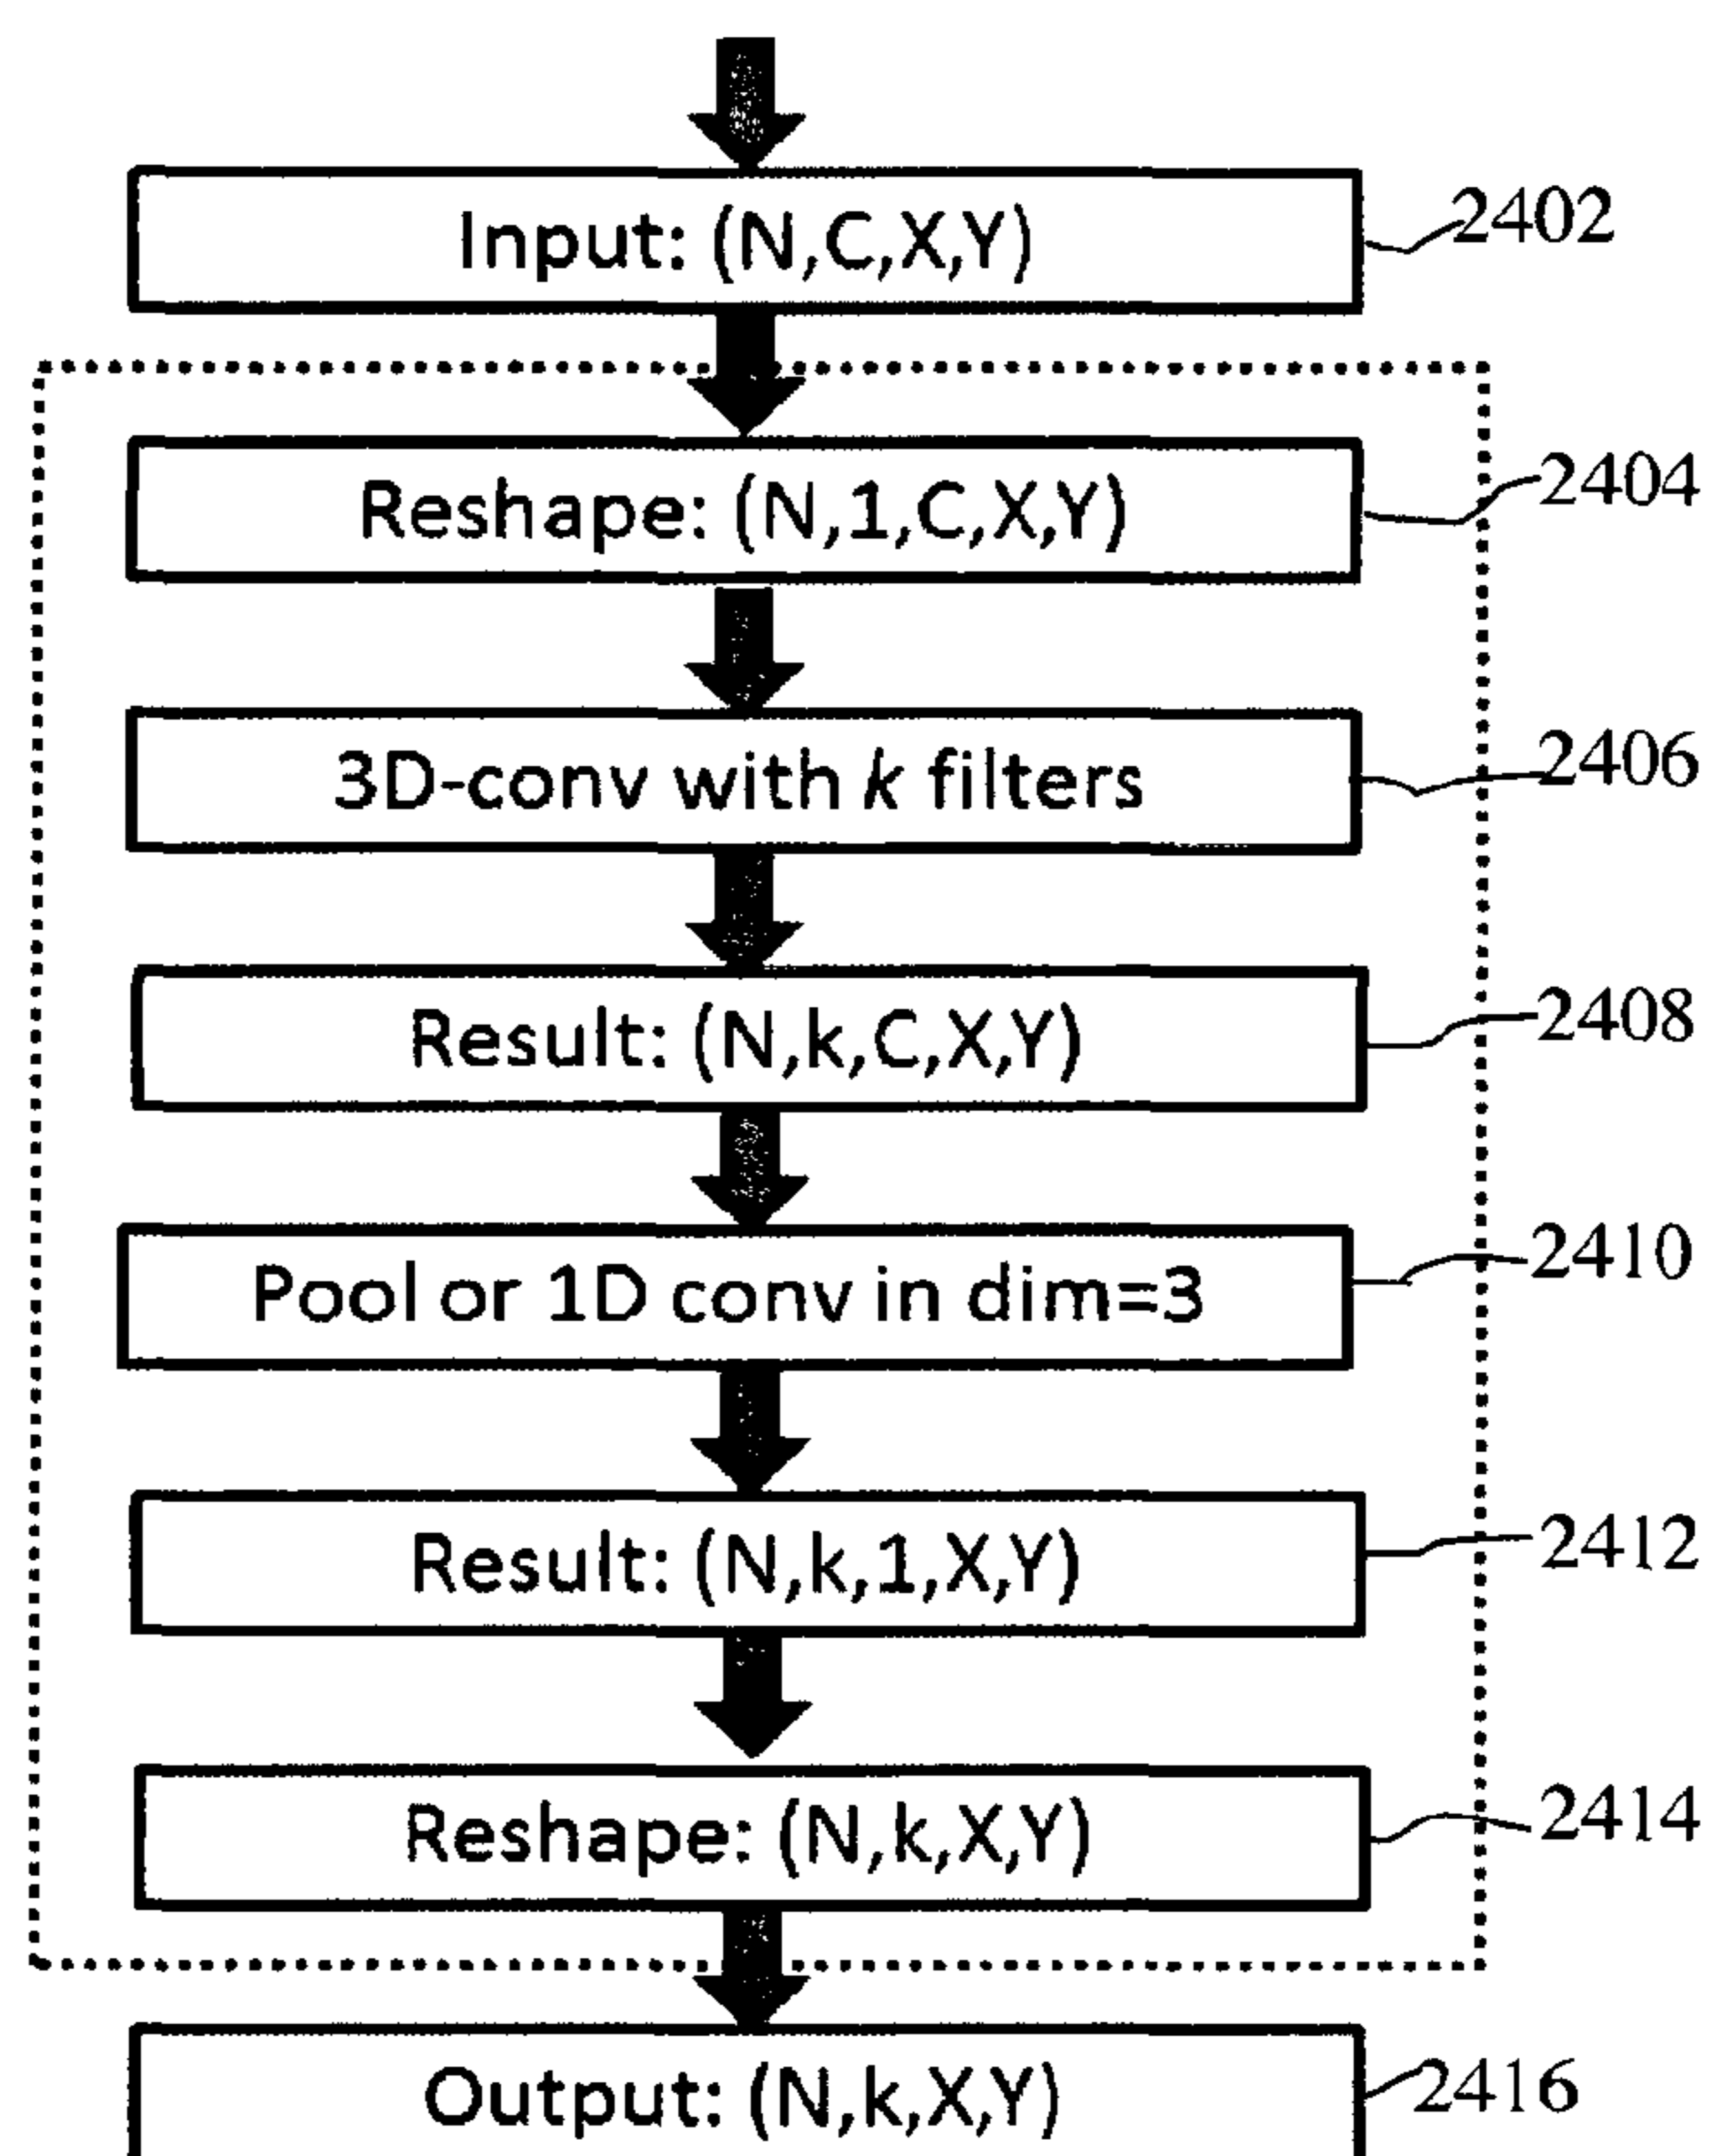 Input: (N,C,X,Y) 2402
Reshape: (N,1,C,X,Y) 2404
3D-conv with k filters 2406
Result: (N,k,C,X,Y) 2408
Pool or 1D conv in dim=3 2410
Result: (N,k,1,X,Y) 2412
Reshape: (N,k,X,Y) 2414
Output: (N,k,X,Y) 2416